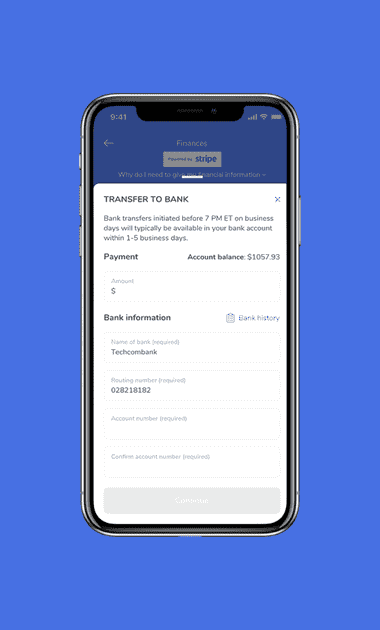 9:41
Finances
Powered by stripe
Why do I need to give my financial information
TRANSFER TO BANK
Bank transfers initiated before 7 PM ET on business
days will typically be available in your bank account
within 1-5 business days.
Payment
Account balance: $1057.93
Amount
$
Bank information
Bank history
Name of bank (required)
Techcombank
Routing number (required)
028218182
Account number (required)
Confirm account number (required)
Continue